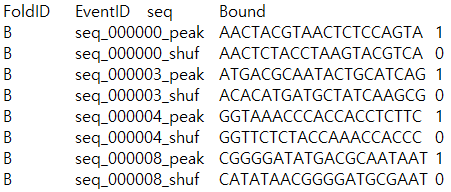 FoldID EventID seq Bound
B seq_000000_peak AACTACGTAACTCTCCAGTA 1
B seq_000000_shuf AACTCTACCTAAGTACGTCA 0
B seq_000003_peak ATGACGCAATACTGCATCAG 1
B seq_000003_shuf ACACATGATGCTATCAAGCG 0
B seq_000004_peak GGTAAACCCACCACCTCTTC 1
B seq_000004_shuf GGTTCTCTACCAAACCACCC 0
B seq_000008_peak CGGGGATATGACGCAATAAT 1
B seq_000008_shuf CATATAACGGGGATGCGAAT 0